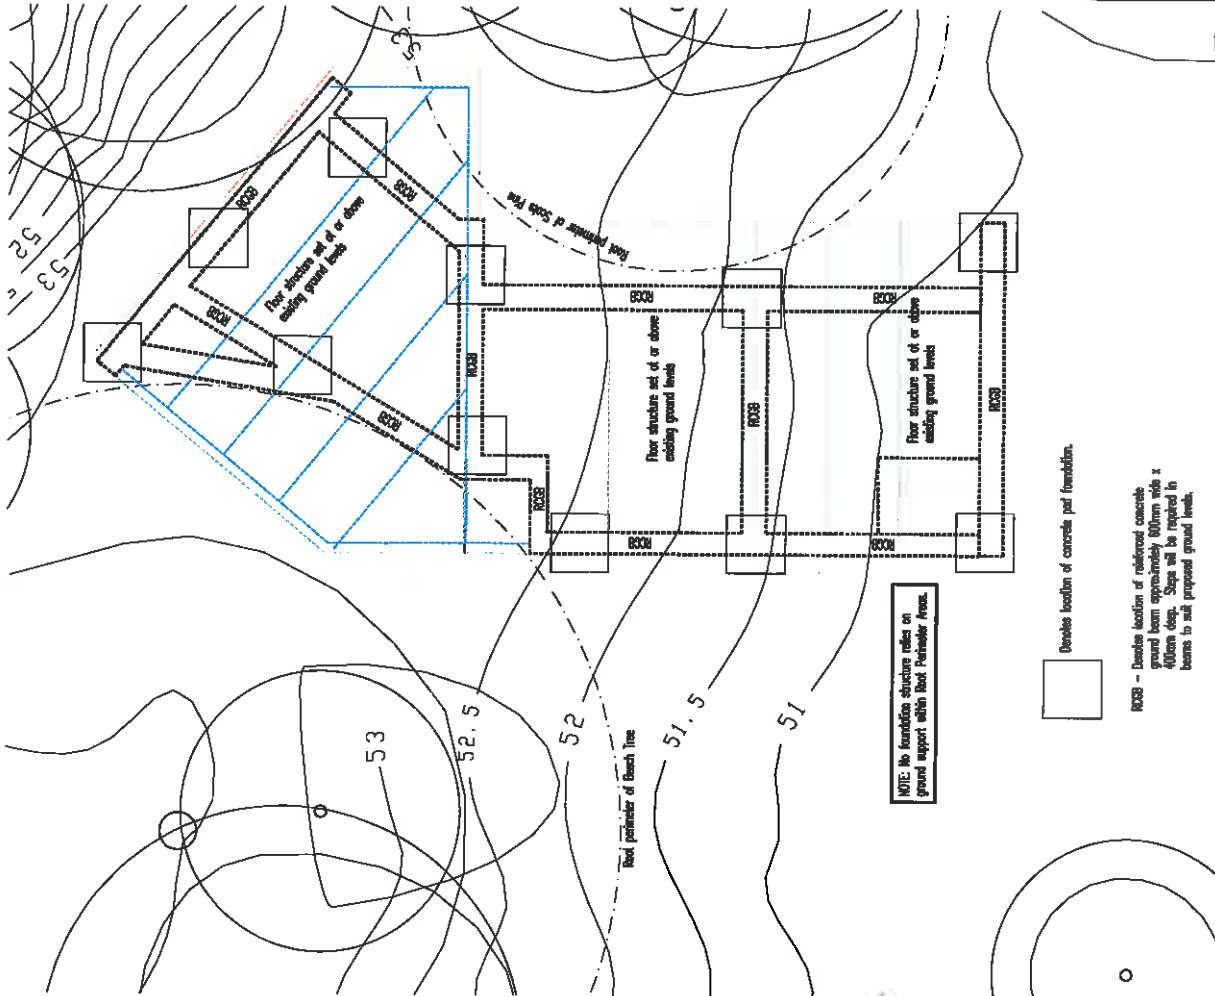 53
52
53
RCGB
RCGB
Floor structure set at or above
existing ground levels
RCGB
Root perimeter of Scots Pine
RCGB
RCGB
RCGB
RCGB
Floor structure set at or above
existing ground levels
RCGB
Floor structure set at or above
existing ground levels
RCGB
RCGB
RCGB
RCGB
53
52.5
52
51.5
51
Root perimeter of Beech Tree
NOTE: No foundation structure relies on
ground support within Root Perimeter Areas.
Denotes location of concrete pad foundation.
RCGB - Denotes location of reinforced concrete
ground beam approximately 600mm wide x
400mm deep. Steps will be required in
beams to suit proposed ground levels.